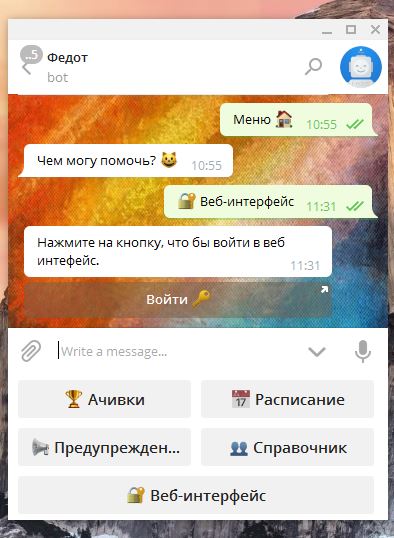 ..5
Федот
bot
Меню 🏠 10:55
Чем могу помочь? 😺 10:55
🔐 Веб-интерфейс 11:31
Нажмите на кнопку, что бы войти в веб
интефейс.
11:31
Войти 🔑
Write a message...
🏆 Ачивки
📅 Расписание
📢 Предупрежден...
👥 Справочник
🔐 Веб-интерфейс